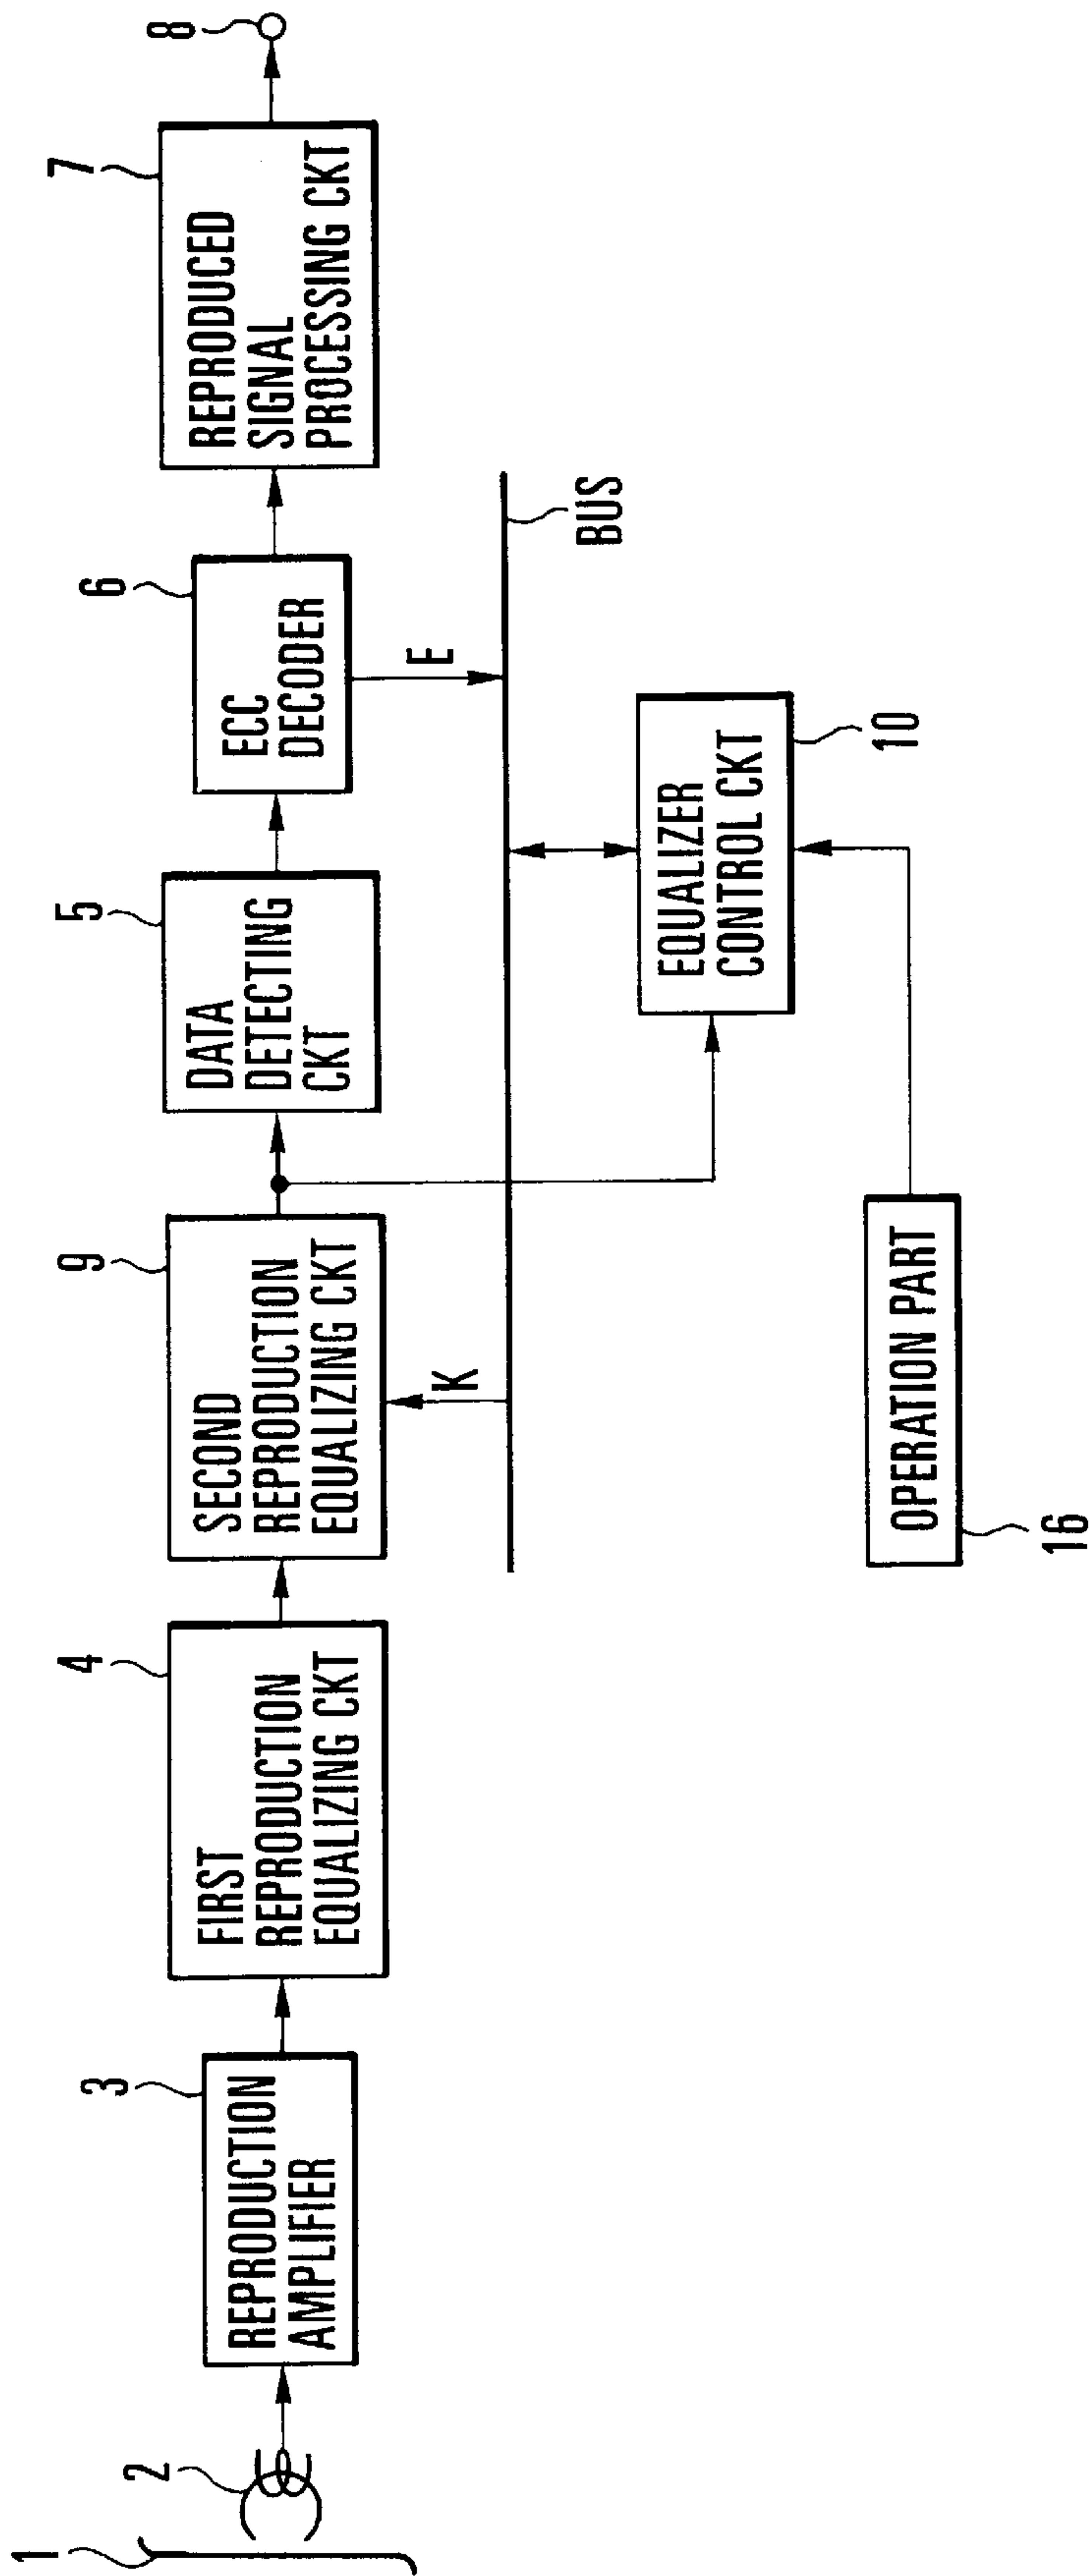 1
2
3
REPRODUCTION
AMPLIFIER
4
FIRST
REPRODUCTION
EQUALIZING CKT
9
SECOND
REPRODUCTION
EQUALIZING CKT
K
5
DATA
DETECTING
CKT
6
ECC
DECODER
E
7
REPRODUCED
SIGNAL
PROCESSING CKT
8
BUS
EQUALIZER
CONTROL CKT
10
OPERATION PART
16